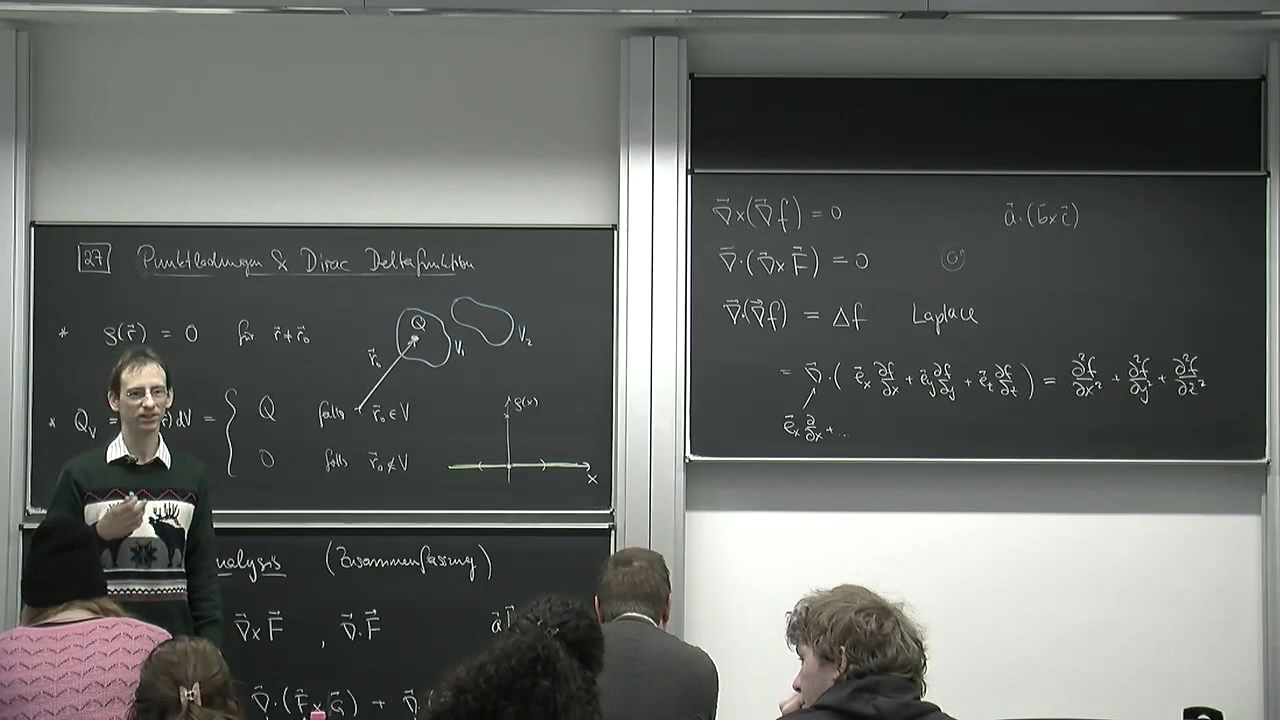 27 Punktladungen & Dirac Deltafunktion
* ρ(r⃗) = 0 für r⃗ ≠ r⃗₀
Q V₁ V₂ r⃗₀
* Q_V = r⃗)dV = { Q falls r⃗₀ ∈ V
0 falls r⃗₀ ∉ V
ρ(x) x
nalysis (Zusammenfassung)
∇⃗×F⃗ , ∇⃗·F⃗
∇⃗·(F⃗×G⃗) +
∇⃗×(∇⃗f) = 0 a⃗·(b⃗×c⃗)
∇⃗·(∇⃗×F⃗) = 0
∇⃗·(∇⃗f) = Δf Laplace
= ∇⃗·( e⃗ₓ ∂f/∂x + e⃗_y ∂f/∂y + e⃗_z ∂f/∂z ) = ∂²f/∂x² + ∂²f/∂y² + ∂²f/∂z²
e⃗ₓ ∂/∂x + ...